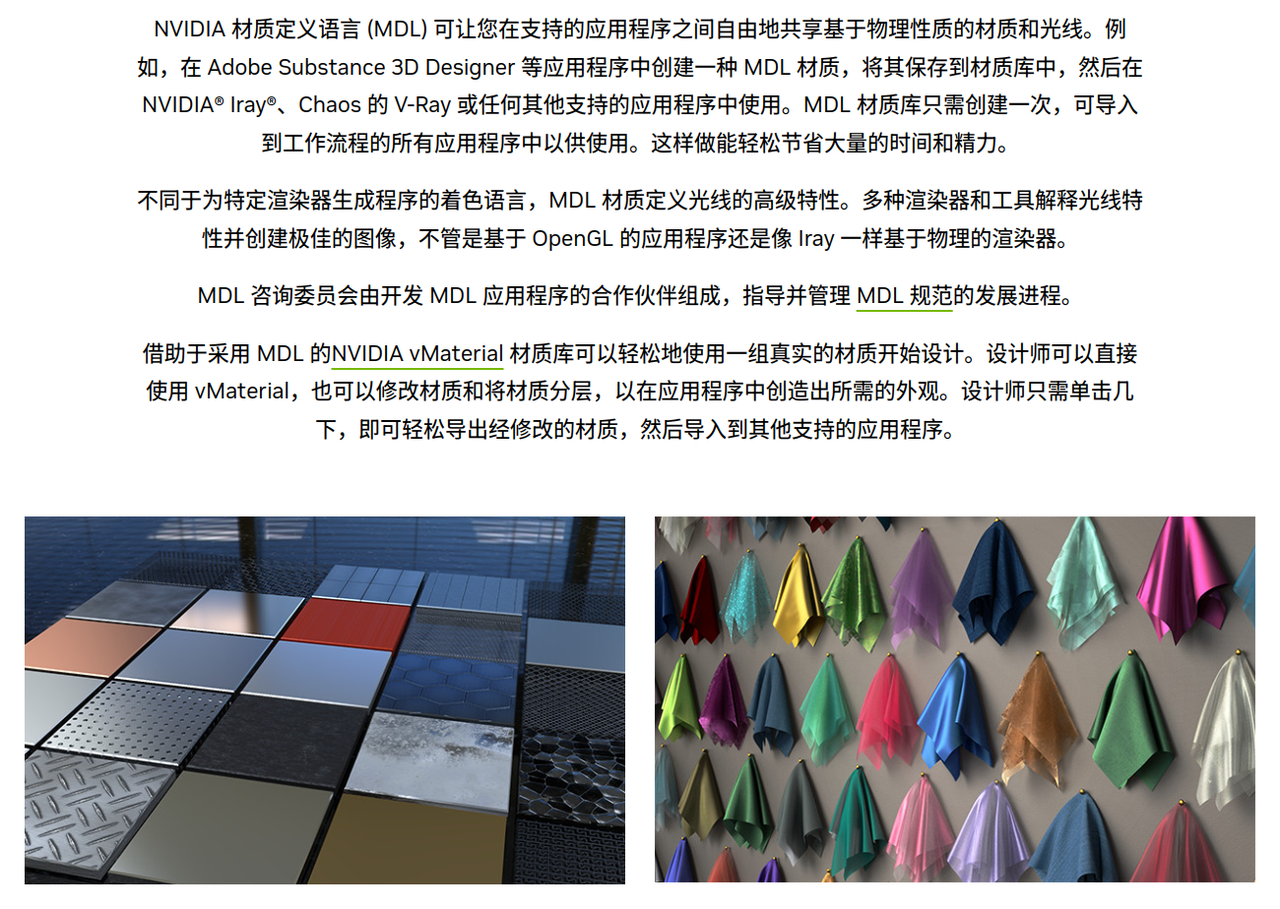 NVIDIA 材质定义语言 (MDL) 可让您在支持的应用程序之间自由地共享基于物理性质的材质和光线。例
如，在 Adobe Substance 3D Designer 等应用程序中创建一种 MDL 材质，将其保存到材质库中，然后在
NVIDIA® Iray®、Chaos 的 V-Ray 或任何其他支持的应用程序中使用。MDL 材质库只需创建一次，可导入
到工作流程的所有应用程序中以供使用。这样做能轻松节省大量的时间和精力。
不同于为特定渲染器生成程序的着色语言，MDL 材质定义光线的高级特性。多种渲染器和工具解释光线特
性并创建极佳的图像，不管是基于 OpenGL 的应用程序还是像 Iray 一样基于物理的渲染器。
MDL 咨询委员会由开发 MDL 应用程序的合作伙伴组成，指导并管理 MDL 规范的发展进程。
借助于采用 MDL 的NVIDIA vMaterial 材质库可以轻松地使用一组真实的材质开始设计。设计师可以直接
使用 vMaterial，也可以修改材质和将材质分层，以在应用程序中创造出所需的外观。设计师只需单击几
下，即可轻松导出经修改的材质，然后导入到其他支持的应用程序。